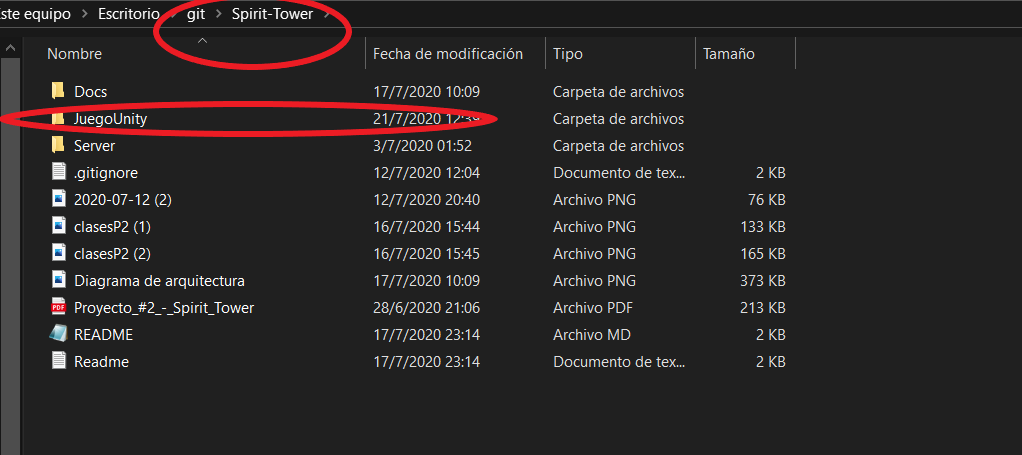 ste equipo > Escritorio > git > Spirit-Tower >
Nombre Fecha de modificación Tipo Tamaño
Docs 17/7/2020 10:09 Carpeta de archivos
JuegoUnity 21/7/2020 12:39 Carpeta de archivos
Server 3/7/2020 01:52 Carpeta de archivos
.gitignore 12/7/2020 12:04 Documento de tex... 2 KB
2020-07-12 (2) 12/7/2020 20:40 Archivo PNG 76 KB
clasesP2 (1) 16/7/2020 15:44 Archivo PNG 133 KB
clasesP2 (2) 16/7/2020 15:45 Archivo PNG 165 KB
Diagrama de arquitectura 17/7/2020 10:09 Archivo PNG 373 KB
Proyecto_#2_-_Spirit_Tower 28/6/2020 21:06 Archivo PDF 213 KB
README 17/7/2020 23:14 Archivo MD 2 KB
Readme 17/7/2020 23:14 Documento de tex... 2 KB